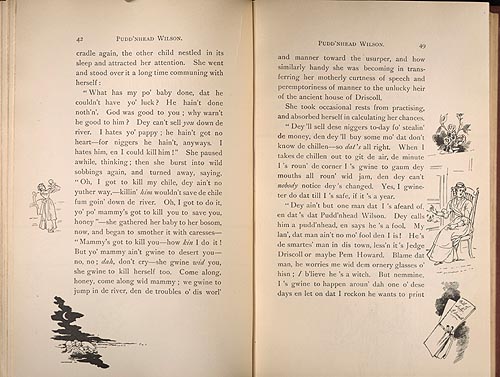 42 PUDD'NHEAD WILSON.
cradle again, the other child nestled in its
sleep and attracted her attention. She went
and stood over it a long time communing with
herself:
"What has my po' baby done, dat he
couldn't have yo' luck? He hain't done
noth'n'. God was good to you; why warn't
he good to him? Dey can't sell you down de
river. I hates yo' pappy; he hain't got no
heart—for niggers he hain't, anyways. I
hates him, en I could kill him!" She paused
awhile, thinking; then she burst into wild
sobbings again, and turned away, saying,
"Oh, I got to kill my chile, dey ain't no
yuther way,—killin' him wouldn't save de chile
fum goin' down de river. Oh, I got to do it,
yo' po' mammy's got to kill you to save you,
honey"—she gathered her baby to her bosom,
now, and began to smother it with caresses—
"Mammy's got to kill you—how kin I do it!
But yo' mammy ain't gwine to desert you—
no, no; dah, don't cry—she gwine wid you,
she gwine to kill herself too. Come along,
honey, come along wid mammy; we gwine to
jump in de river, den de troubles o' dis worl'
PUDD'NHEAD WILSON. 49
and manner toward the usurper, and how
similarly handy she was becoming in trans-
ferring her motherly curtness of speech and
peremptoriness of manner to the unlucky heir
of the ancient house of Driscoll.
She took occasional rests from practising,
and absorbed herself in calculating her chances.
"Dey'll sell dese niggers to-day fo' stealin'
de money, den dey'll buy some mo' dat don't
know de chillen—so dat's all right. When I
takes de chillen out to git de air, de minute
I's roun' de corner I's gwine to gaum dey
mouths all roun' wid jam, den dey can't
nobody notice dey's changed. Yes, I gwine-
ter do dat till I's safe, if it's a year.
"Dey ain't but one man dat I's afeard of,
en dat's dat Pudd'nhead Wilson. Dey calls
him a pudd'nhead, en says he's a fool. My
lan', dat man ain't no mo' fool den I is! He's
de smartes' man in dis town, less'n it's Jedge
Driscoll or maybe Pem Howard. Blame dat
man, he worries me wid dem ornery glasses o'
hisn; I b'lieve he's a witch. But nemmine,
I's gwine to happen aroun' dah one o' dese
days en let on dat I reckon he wants to print